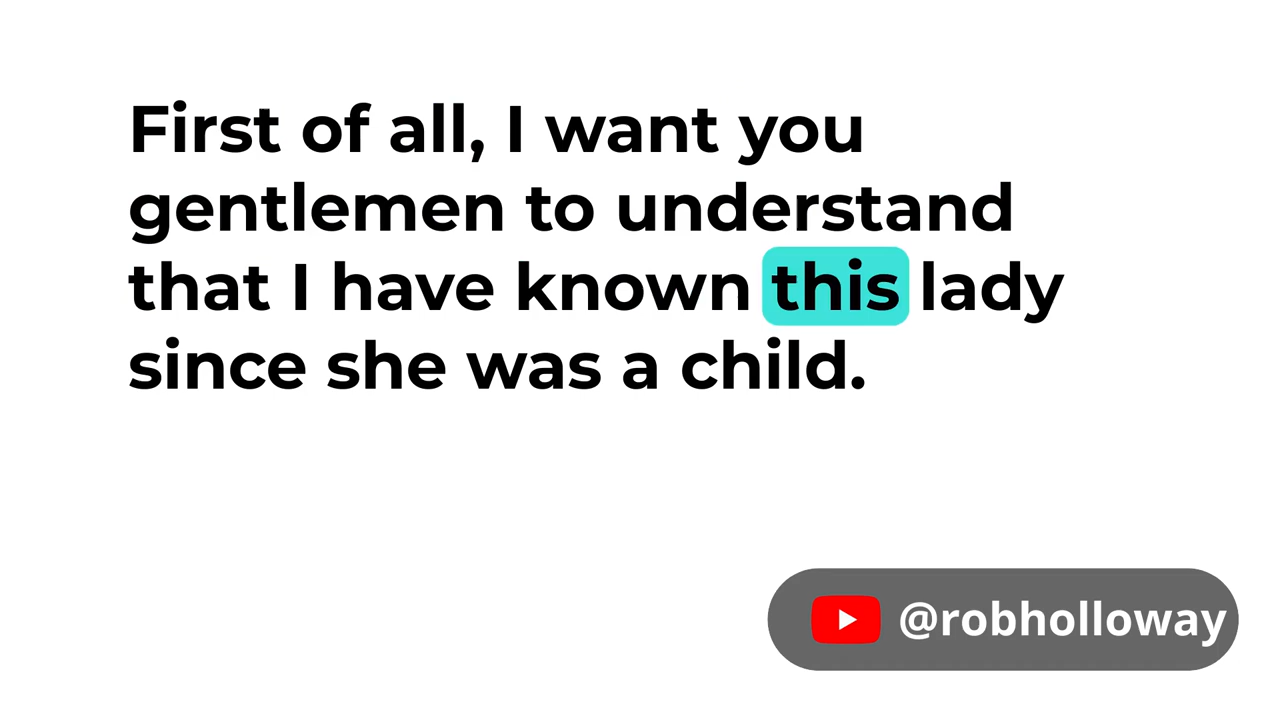 First of all, I want you
gentlemen to understand
that I have known this lady
since she was a child.
@robholloway